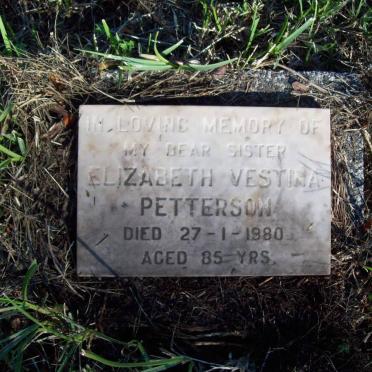 IN LOVING MEMORY OF
MY DEAR SISTER
ELIZABETH VESTINA
PETTERSON
DIED 27-1-1980
AGED 85 YRS.